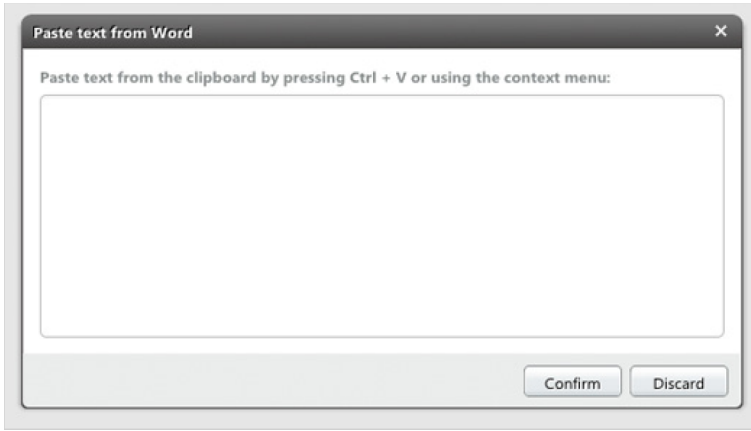 Paste text from Word
Paste text from the clipboard by pressing Ctrl + V or using the context menu:
Confirm
Discard